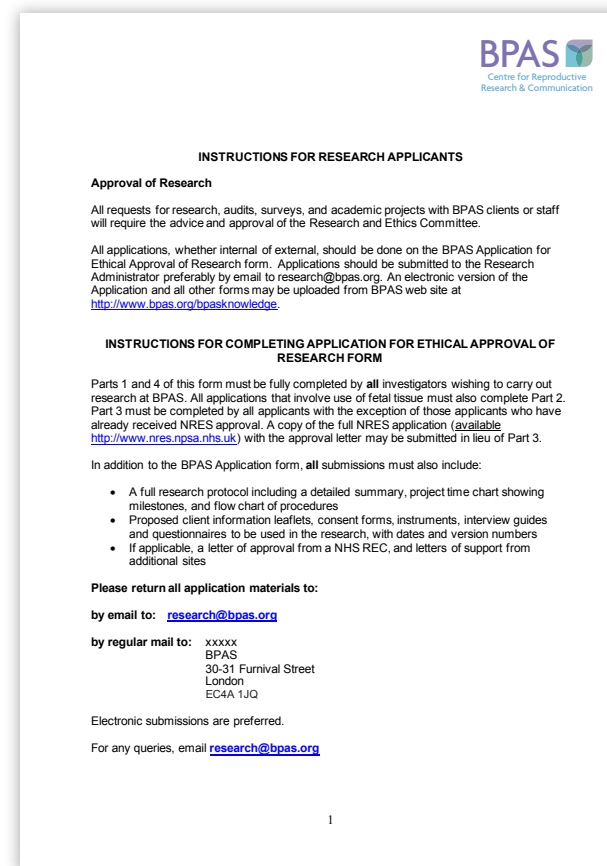 BPAS
Centre for Reproductive
Research & Communication
INSTRUCTIONS FOR RESEARCH APPLICANTS
Approval of Research
All requests for research, audits, surveys, and academic projects with BPAS clients or staff
will require the advice and approval of the Research and Ethics Committee.
All applications, whether internal of external, should be done on the BPAS Application for
Ethical Approval of Research form. Applications should be submitted to the Research
Administrator preferably by email to research@bpas.org. An electronic version of the
Application and all other forms may be uploaded from BPAS web site at
http://www.bpas.org/bpasknowledge.
INSTRUCTIONS FOR COMPLETING APPLICATION FOR ETHICAL APPROVAL OF
RESEARCH FORM
Parts 1 and 4 of this form must be fully completed by all investigators wishing to carry out
research at BPAS. All applications that involve use of fetal tissue must also complete Part 2.
Part 3 must be completed by all applicants with the exception of those applicants who have
already received NRES approval. A copy of the full NRES application (available
http://www.nres.npsa.nhs.uk) with the approval letter may be submitted in lieu of Part 3.
In addition to the BPAS Application form, all submissions must also include:
• A full research protocol including a detailed summary, project time chart showing
milestones, and flow chart of procedures
• Proposed client information leaflets, consent forms, instruments, interview guides
and questionnaires to be used in the research, with dates and version numbers
• If applicable, a letter of approval from a NHS REC, and letters of support from
additional sites
Please return all application materials to:
by email to: research@bpas.org
by regular mail to: xxxxx
BPAS
30-31 Furnival Street
London
EC4A 1JQ
Electronic submissions are preferred.
For any queries, email research@bpas.org
1